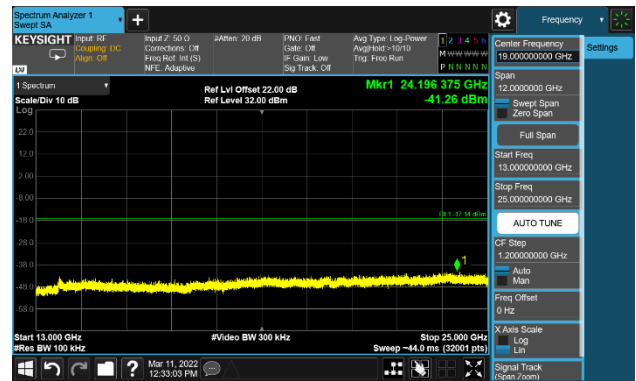 Spectrum Analyzer 1
Swept SA
Frequency
KEYSIGHT
Input: RF
Coupling: DC
Align: Off
Input Z: 50 Ω
Corrections: Off
Freq Ref: Int (S)
NFE: Adaptive
#Atten: 20 dB
PNO: Fast
Gate: Off
IF Gain: Low
Sig Track: Off
Avg Type: Log-Power
Avg|Hold:>10/10
Trig: Free Run
1 2 3 4 5 6
M W W W W W
P N N N N N
Center Frequency
19.000000000 GHz
Settings
Span
12.0000000 GHz
Swept Span
Zero Span
Full Span
Start Freq
13.000000000 GHz
Stop Freq
25.000000000 GHz
AUTO TUNE
CF Step
1.200000000 GHz
Auto
Man
Freq Offset
0 Hz
X Axis Scale
Log
Lin
Signal Track
(Span Zoom)
1 Spectrum
Scale/Div 10 dB
Log
Ref Lvl Offset 22.00 dB
Ref Level 32.00 dBm
Mkr1 24.196 375 GHz
-41.26 dBm
22.0
12.0
2.00
-8.00
-18.0
-28.0
-38.0
-48.0
-58.0
DL1 -17.14 dBm
1
Start 13.000 GHz
#Res BW 100 kHz
#Video BW 300 kHz
Stop 25.000 GHz
Sweep ~44.0 ms (32001 pts)
Mar 11, 2022
12:33:03 PM